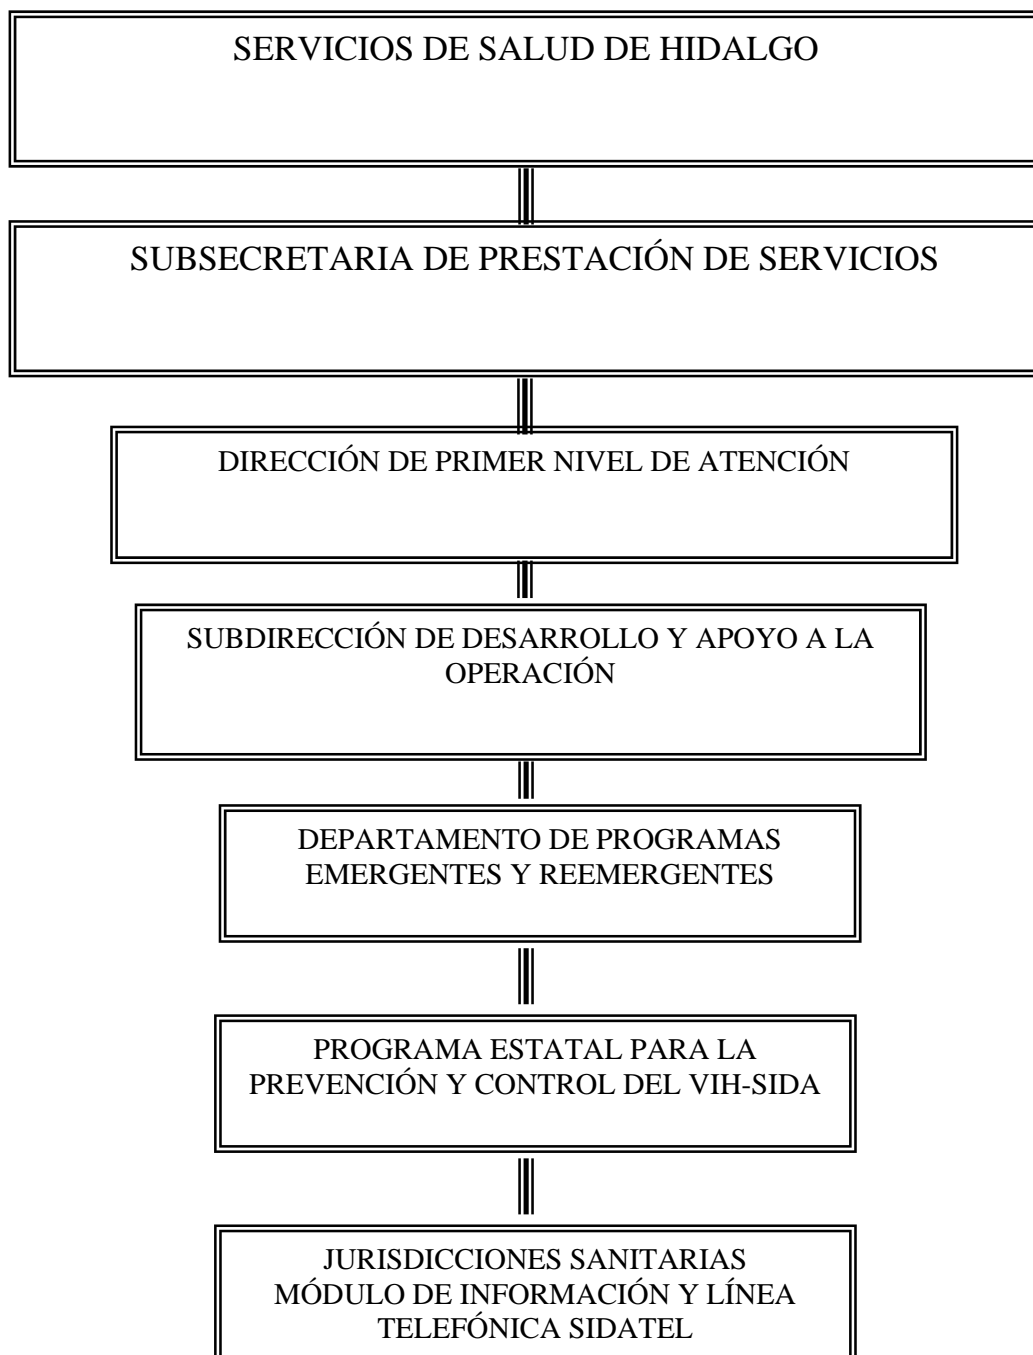 SERVICIOS DE SALUD DE HIDALGO
SUBSECRETARIA DE PRESTACIÓN DE SERVICIOS
DIRECCIÓN DE PRIMER NIVEL DE ATENCIÓN
SUBDIRECCIÓN DE DESARROLLO Y APOYO A LA
OPERACIÓN
DEPARTAMENTO DE PROGRAMAS
EMERGENTES Y REEMERGENTES
PROGRAMA ESTATAL PARA LA
PREVENCIÓN Y CONTROL DEL VIH-SIDA
JURISDICCIONES SANITARIAS
MÓDULO DE INFORMACIÓN Y LÍNEA
TELEFÓNICA SIDATEL